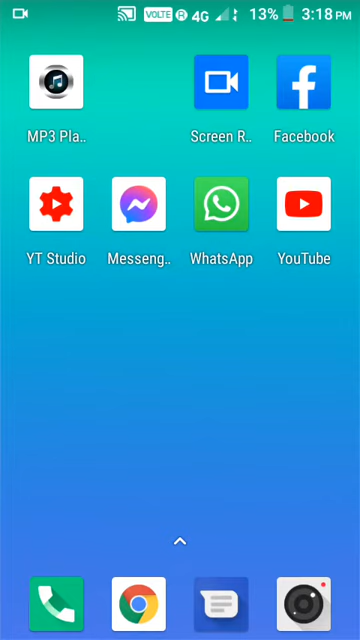 VOLTE R 4G 13% 3:18 PM
MP3 Pla.. Screen R.. Facebook
YT Studio Messeng.. WhatsApp YouTube